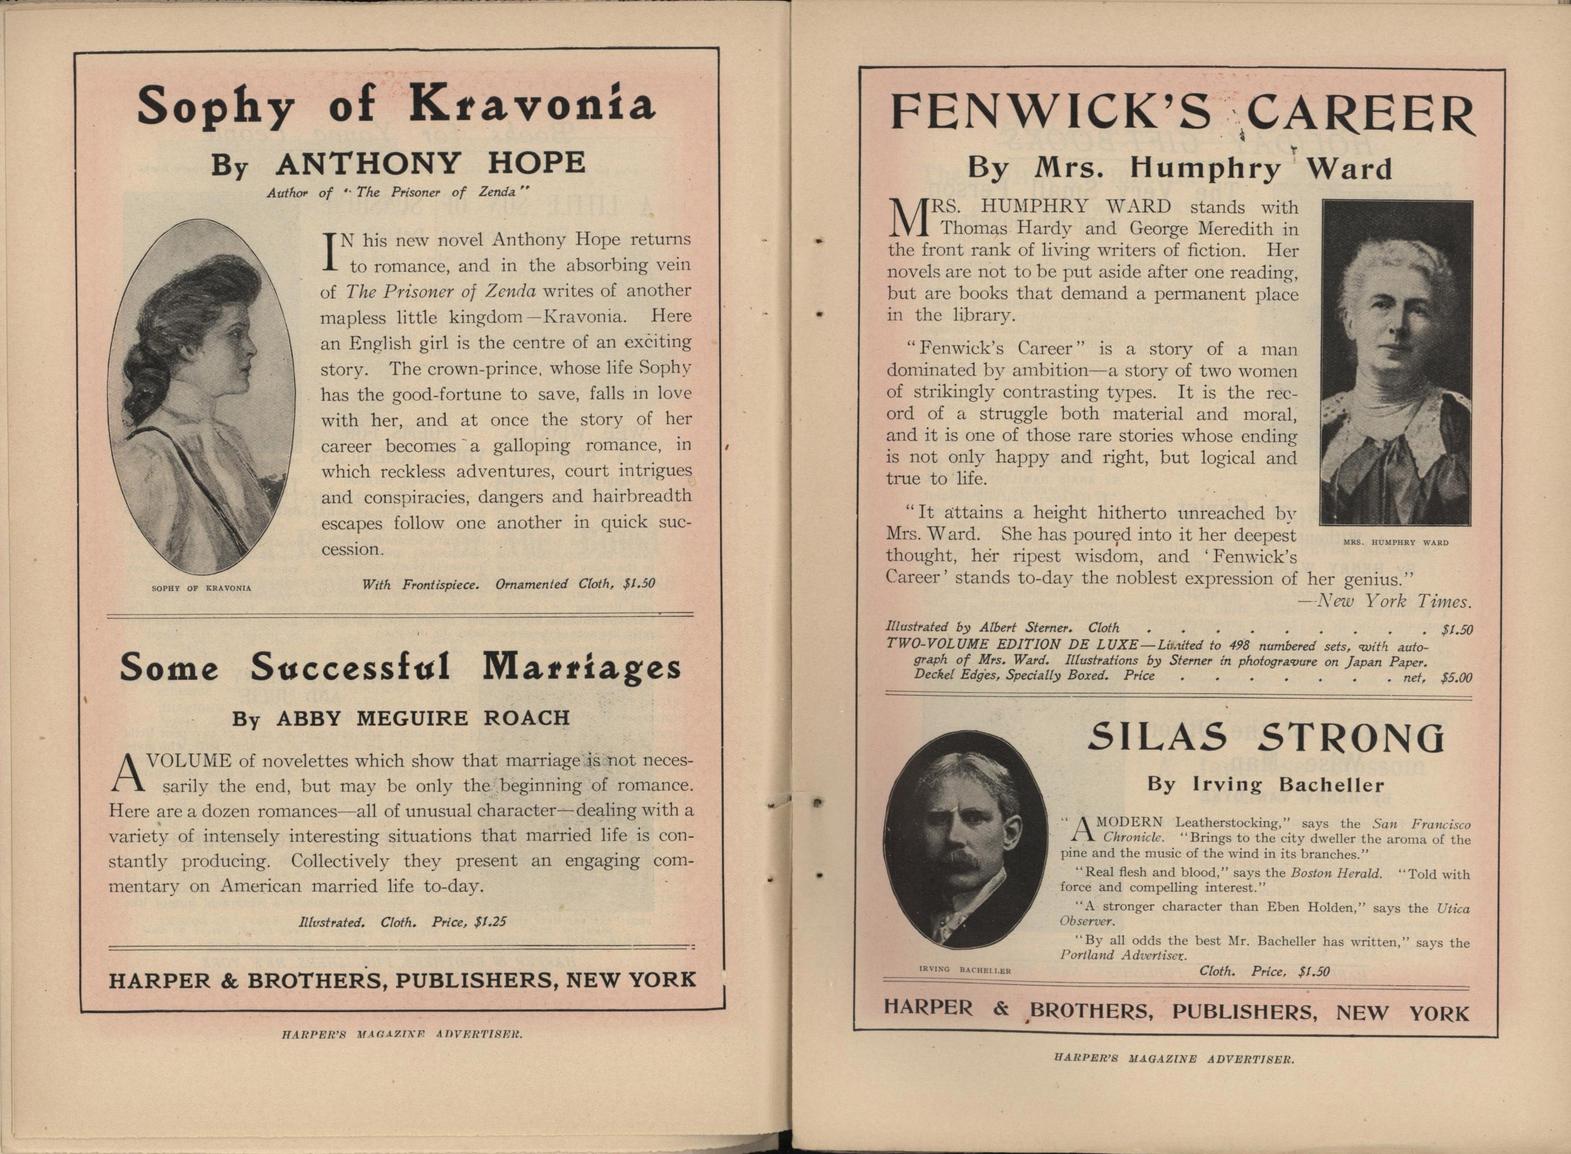 Sophy of Kravonia
By ANTHONY HOPE
Author of "The Prisoner of Zenda"
IN his new novel Anthony Hope returns
to romance, and in the absorbing vein
of The Prisoner of Zenda writes of another
mapless little kingdom—Kravonia. Here
an English girl is the centre of an exciting
story. The crown-prince, whose life Sophy
has the good-fortune to save, falls in love
with her, and at once the story of her
career becomes a galloping romance, in
which reckless adventures, court intrigues
and conspiracies, dangers and hairbreadth
escapes follow one another in quick suc-
cession.
SOPHY OF KRAVONIA
With Frontispiece. Ornamented Cloth, $1.50
Some Successful Marriages
By ABBY MEGUIRE ROACH
A VOLUME of novelettes which show that marriage is not neces-
sarily the end, but may be only the beginning of romance.
Here are a dozen romances—all of unusual character—dealing with a
variety of intensely interesting situations that married life is con-
stantly producing. Collectively they present an engaging com-
mentary on American married life to-day.
Illustrated. Cloth. Price, $1.25
HARPER & BROTHERS, PUBLISHERS, NEW YORK
HARPER'S MAGAZINE ADVERTISER.
FENWICK'S CAREER
By Mrs. Humphry Ward
MRS. HUMPHRY WARD stands with
Thomas Hardy and George Meredith in
the front rank of living writers of fiction. Her
novels are not to be put aside after one reading,
but are books that demand a permanent place
in the library.
"Fenwick's Career" is a story of a man
dominated by ambition—a story of two women
of strikingly contrasting types. It is the rec-
ord of a struggle both material and moral,
and it is one of those rare stories whose ending
is not only happy and right, but logical and
true to life.
"It attains a height hitherto unreached by
Mrs. Ward. She has poured into it her deepest
thought, her ripest wisdom, and 'Fenwick's
Career' stands to-day the noblest expression of her genius."
—New York Times.
MRS. HUMPHRY WARD
Illustrated by Albert Sterner. Cloth . . . . . . . . . . $1.50
TWO-VOLUME EDITION DE LUXE—Limited to 498 numbered sets, with auto-
graph of Mrs. Ward. Illustrations by Sterner in photogravure on Japan Paper.
Deckel Edges, Specially Boxed. Price . . . . . . . net, $5.00
SILAS STRONG
By Irving Bacheller
"A MODERN Leatherstocking," says the San Francisco
Chronicle. "Brings to the city dweller the aroma of the
pine and the music of the wind in its branches."
"Real flesh and blood," says the Boston Herald. "Told with
force and compelling interest."
"A stronger character than Eben Holden," says the Utica
Observer.
"By all odds the best Mr. Bacheller has written," says the
Portland Advertiser.
IRVING BACHELLER
Cloth. Price, $1.50
HARPER & BROTHERS, PUBLISHERS, NEW YORK
HARPER'S MAGAZINE ADVERTISER.